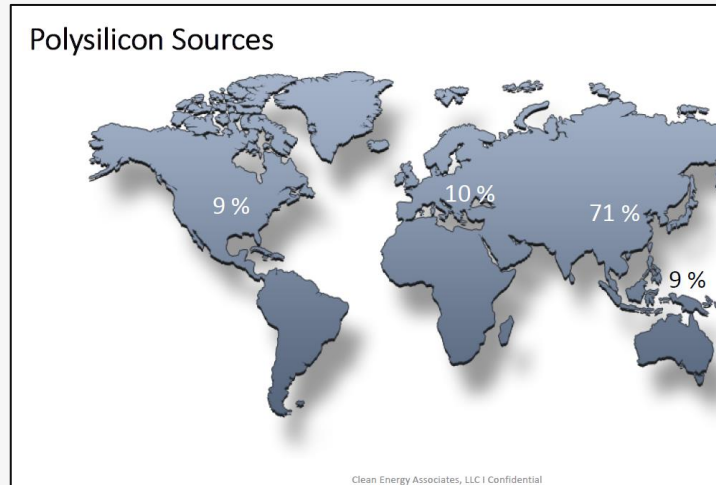 Polysilicon Sources
9 %
10 %
71 %
9 %
Clean Energy Associates, LLC I Confidential